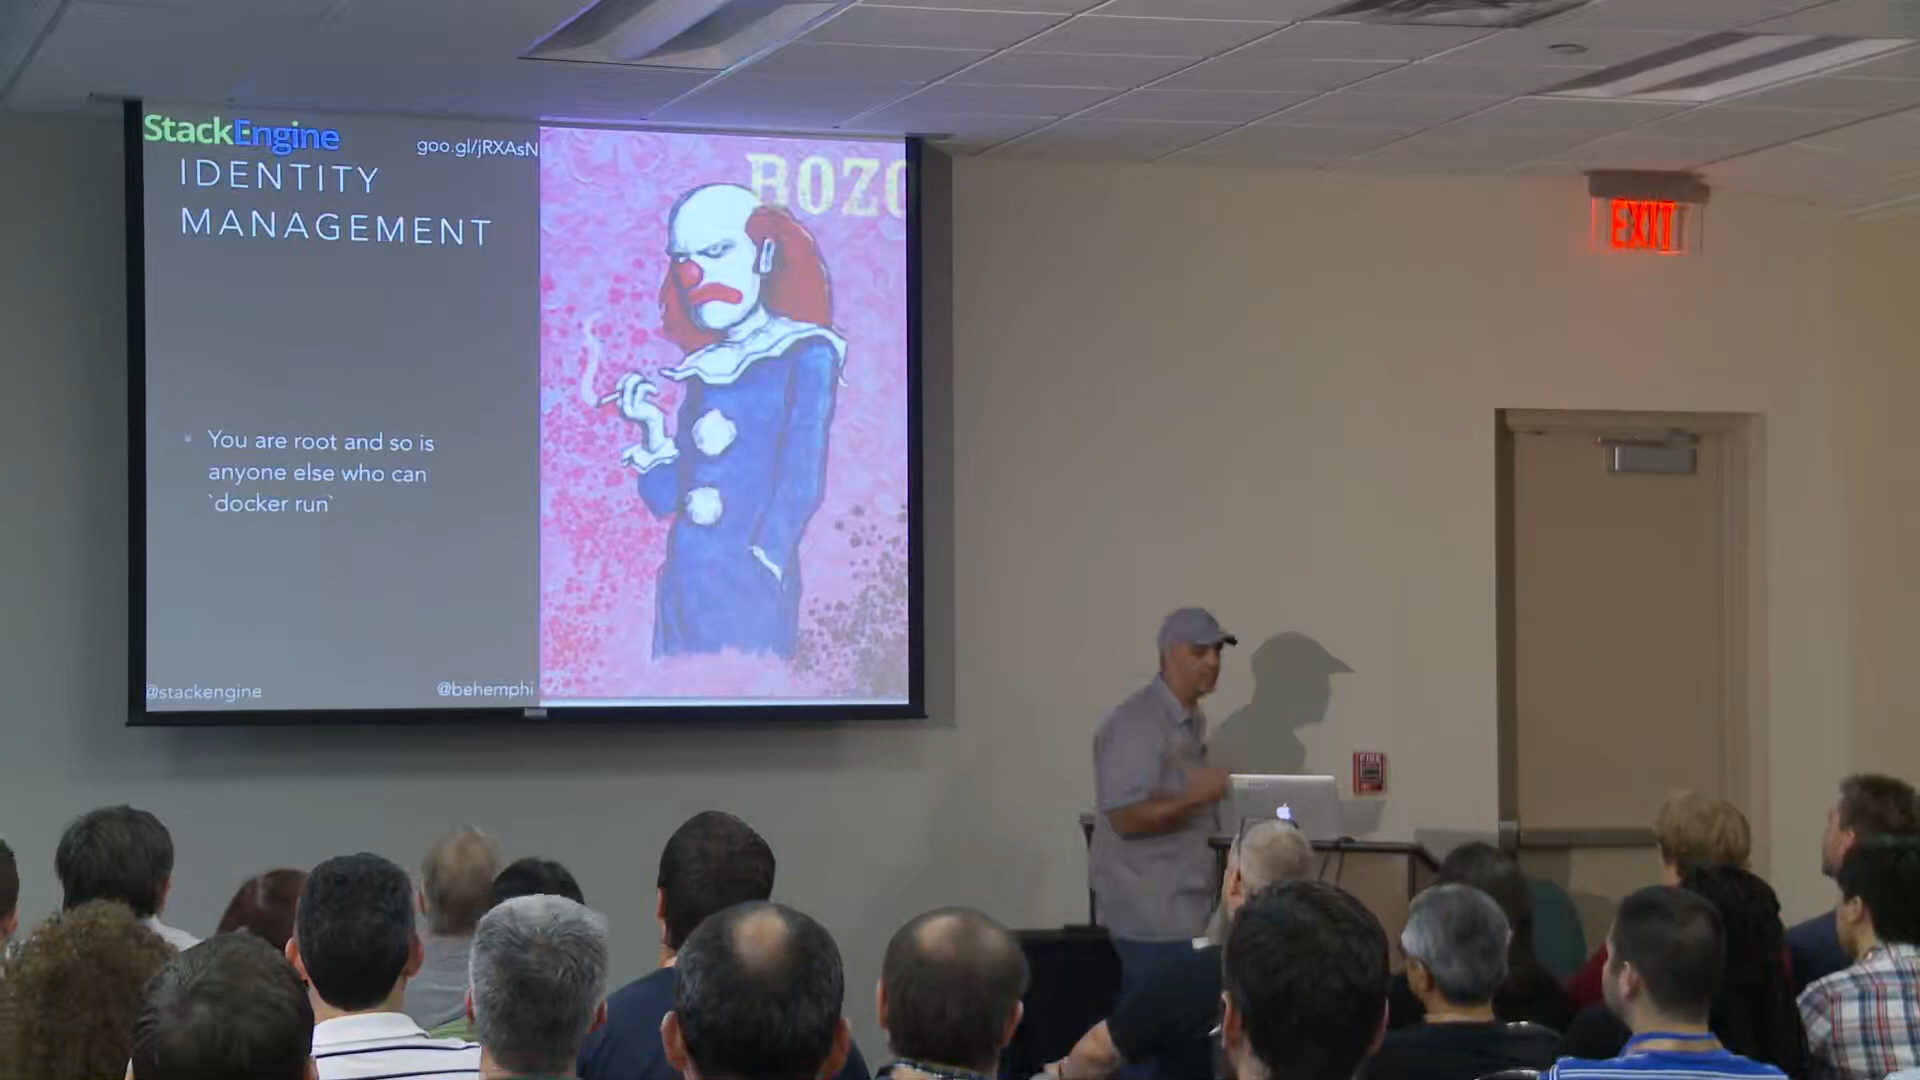 StackEngine
goo.gl/jRXAsN
IDENTITY
MANAGEMENT
BOZO
You are root and so is
anyone else who can
`docker run`
@stackengine
@behemphi
EXIT
FIRE